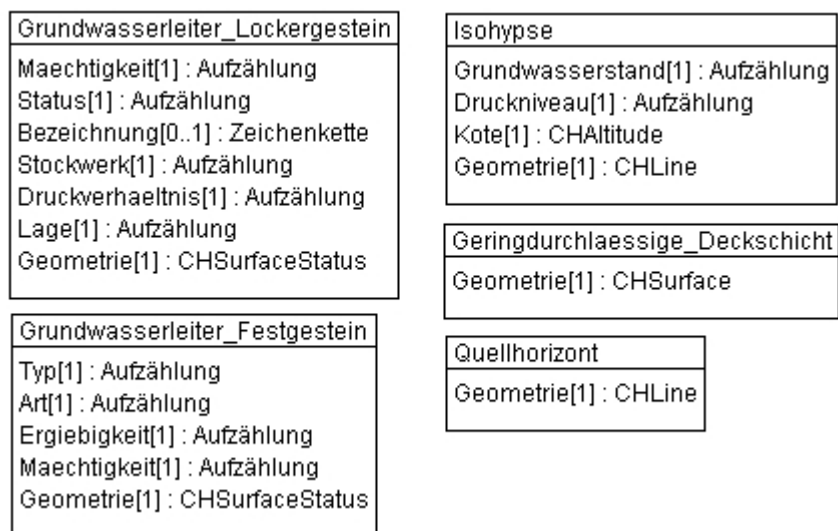 Grundwasserleiter_Lockergestein
Maechtigkeit[1] : Aufzählung
Status[1] : Aufzählung
Bezeichnung[0..1] : Zeichenkette
Stockwerk[1] : Aufzählung
Druckverhaeltnis[1] : Aufzählung
Lage[1] : Aufzählung
Geometrie[1] : CHSurfaceStatus
Grundwasserleiter_Festgestein
Typ[1] : Aufzählung
Art[1] : Aufzählung
Ergiebigkeit[1] : Aufzählung
Maechtigkeit[1] : Aufzählung
Geometrie[1] : CHSurfaceStatus
Isohypse
Grundwasserstand[1] : Aufzählung
Druckniveau[1] : Aufzählung
Kote[1] : CHAltitude
Geometrie[1] : CHLine
Geringdurchlaessige_Deckschicht
Geometrie[1] : CHSurface
Quellhorizont
Geometrie[1] : CHLine